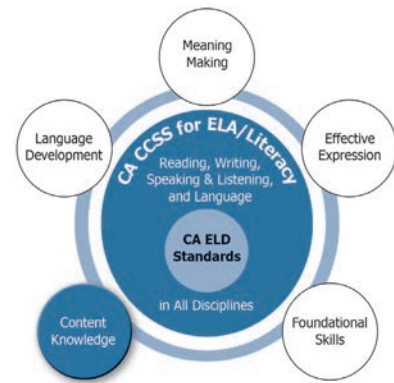 Meaning
Making
Language
Development
Effective
Expression
CA CCSS for ELA/Literacy
Reading, Writing,
Speaking & Listening,
and Language
CA ELD
Standards
in All Disciplines
Content
Knowledge
Foundational
Skills